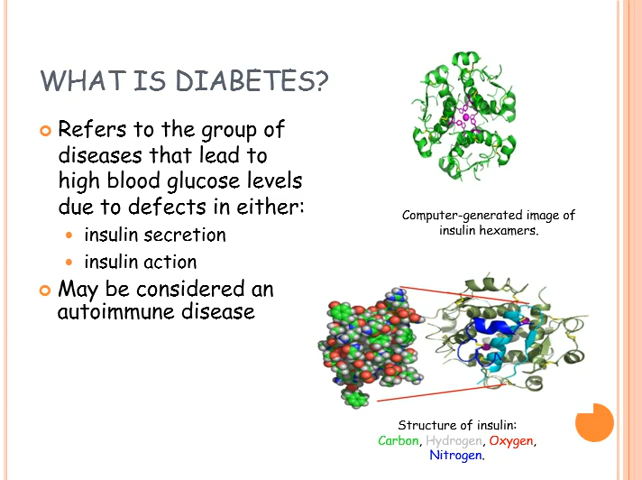 WHAT IS DIABETES?
Refers to the group of
diseases that lead to
high blood glucose levels
due to defects in either:
insulin secretion
insulin action
May be considered an
autoimmune disease
Computer-generated image of
insulin hexamers.
Structure of insulin:
Carbon, Hydrogen, Oxygen,
Nitrogen.